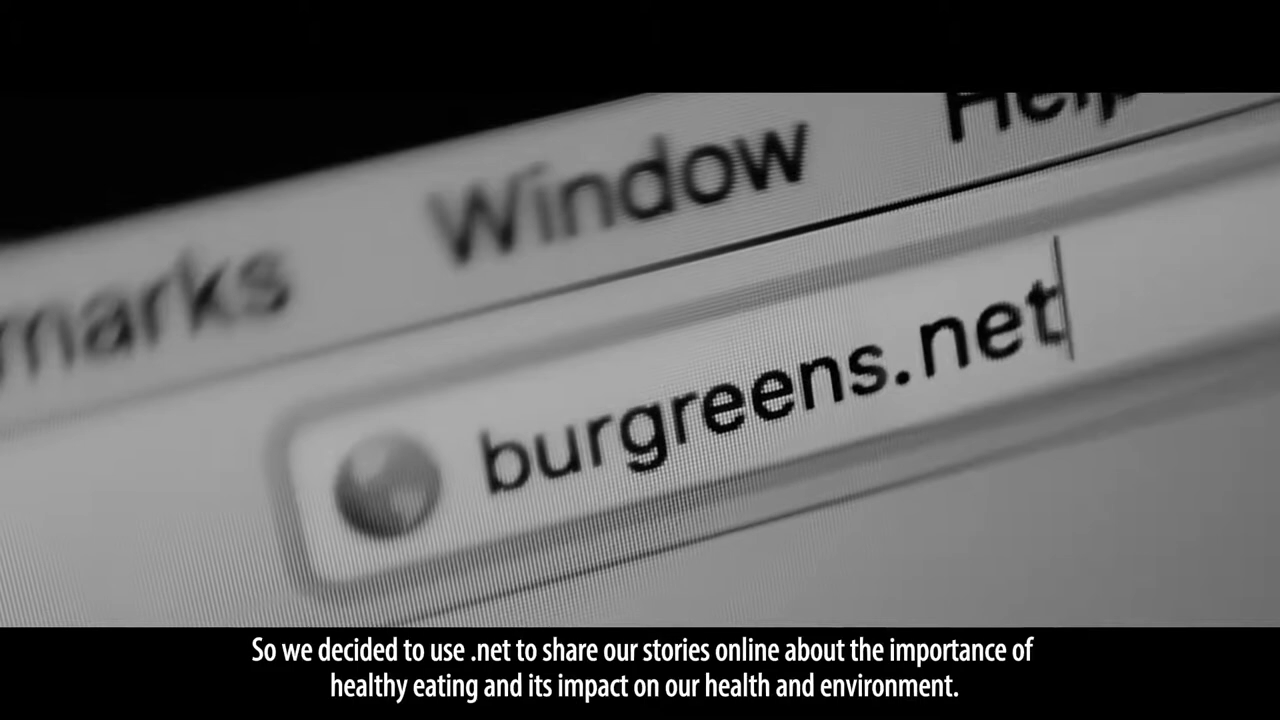 marks Window Help
burgreens.net
So we decided to use .net to share our stories online about the importance of
healthy eating and its impact on our health and environment.